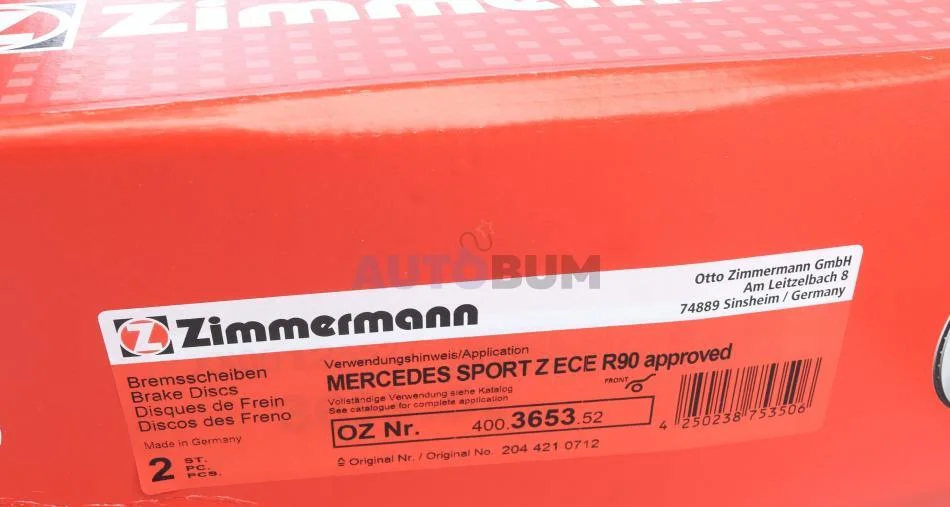 Zimmermann
AUTOBUM
Z Zimmermann
Otto Zimmermann GmbH
Am Leitzelbach 8
74889 Sinsheim / Germany
Bremsscheiben
Brake Discs
Disques de Frein
Discos des Freno
Made in Germany
2 ST.
PC.
PCS.
Verwendungshinweis/Application
MERCEDES SPORT Z ECE R90 approved
Vollständige Verwendung siehe Katalog
See catalogue for complete application
FRONT
OZ Nr. 400.3653.52
≙ Original Nr. / Original No. 204 421 0712
4 250238 753506